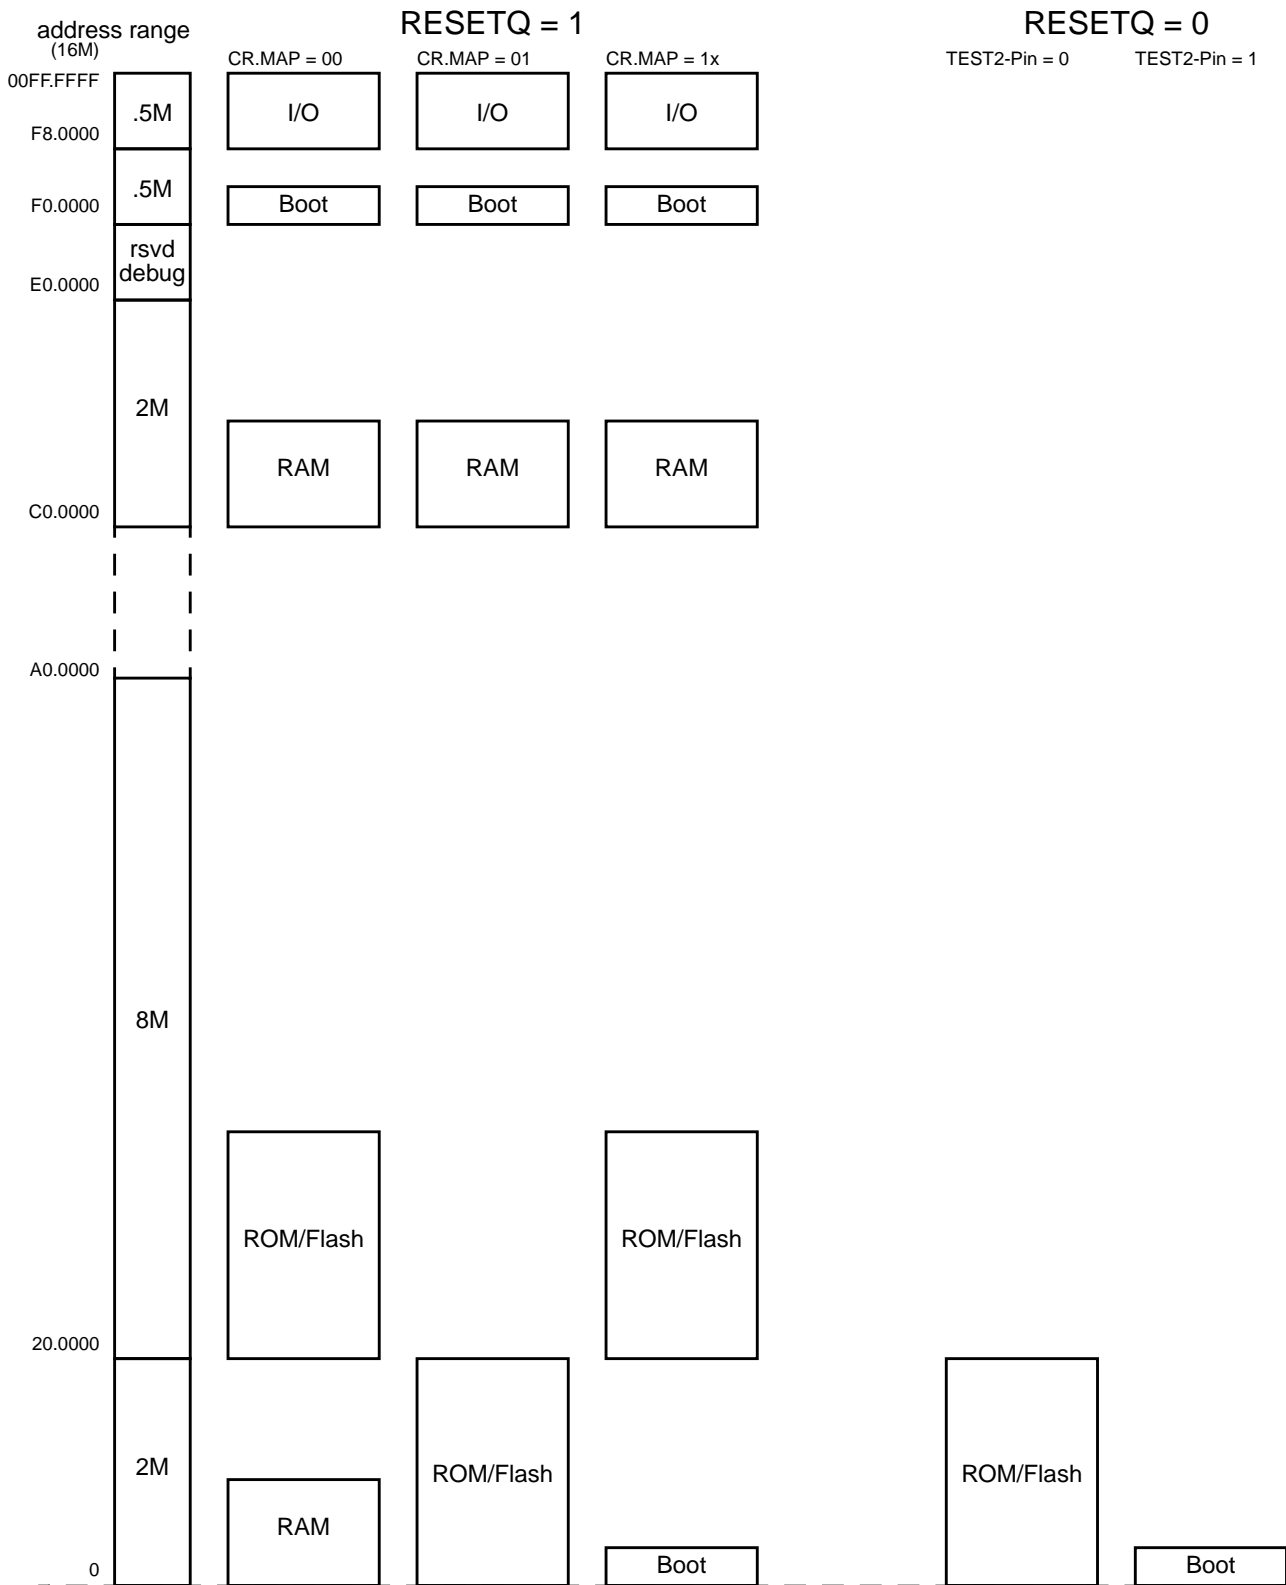 address range
(16M)
RESETQ = 1
RESETQ = 0
CR.MAP = 00
CR.MAP = 01
CR.MAP = 1x
TEST2-Pin = 0
TEST2-Pin = 1
00FF.FFFF
.5M
I/O
I/O
I/O
F8.0000
.5M
Boot
Boot
Boot
F0.0000
rsvd
debug
E0.0000
2M
RAM
RAM
RAM
C0.0000
A0.0000
8M
ROM/Flash
ROM/Flash
20.0000
2M
ROM/Flash
ROM/Flash
RAM
Boot
Boot
0